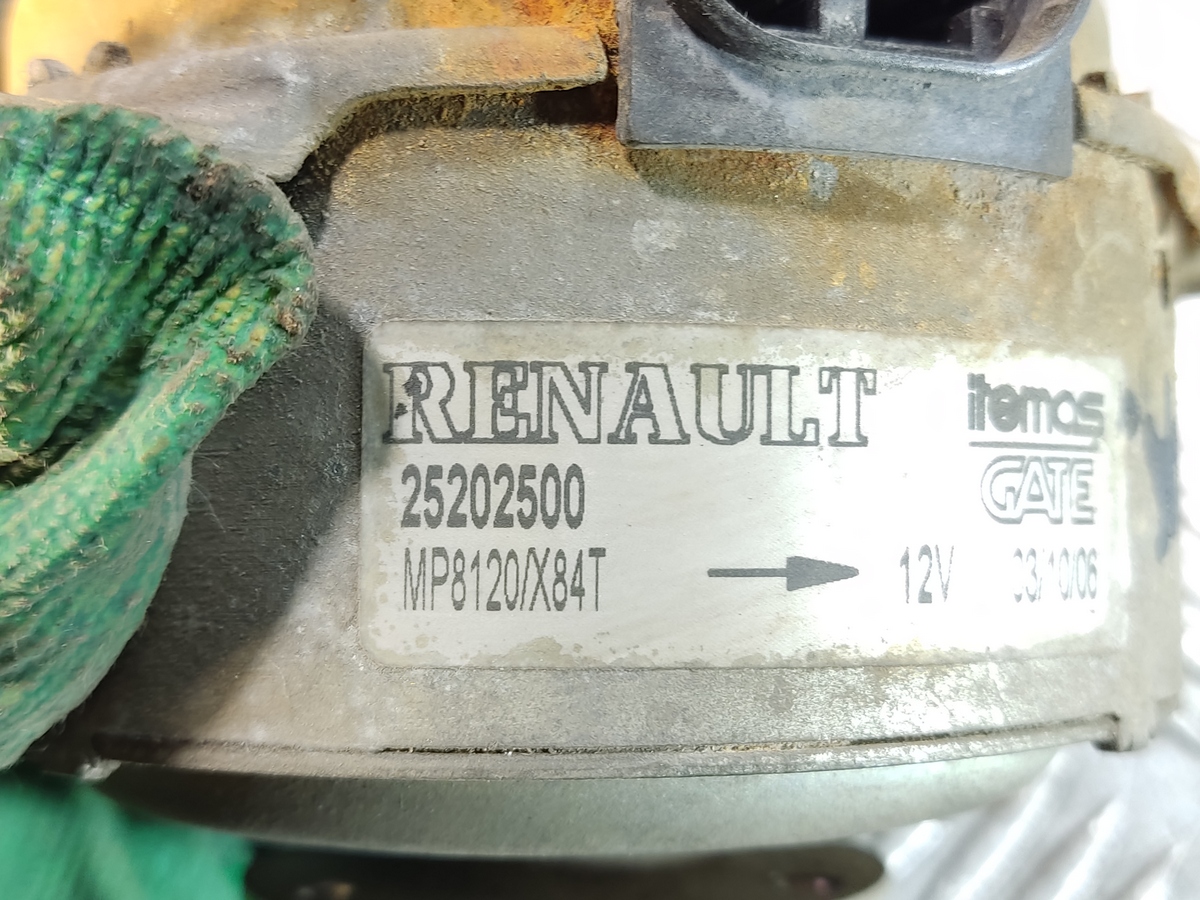 RENAULT
itemas
GATE
25202500
MP8120/X84T
12V